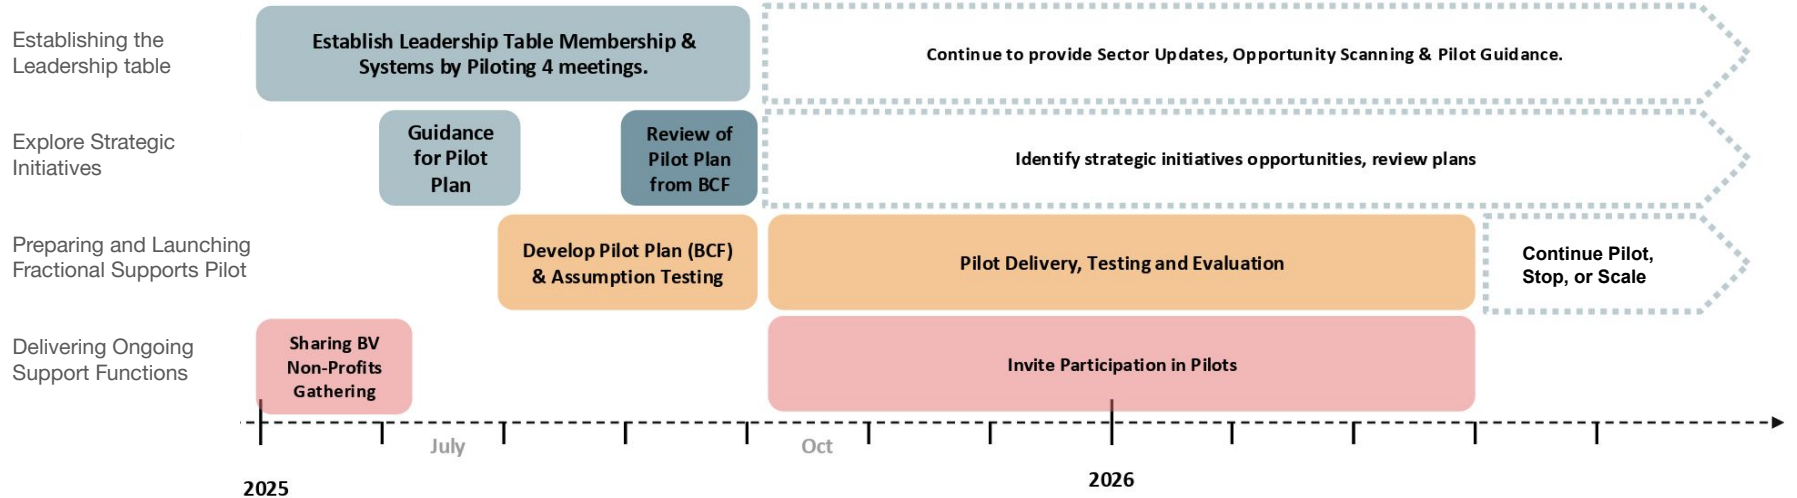 Establishing the
Leadership table
Establish Leadership Table Membership &
Systems by Piloting 4 meetings.
Continue to provide Sector Updates, Opportunity Scanning & Pilot Guidance.
Explore Strategic
Initiatives
Guidance
for Pilot
Plan
Review of
Pilot Plan
from BCF
Identify strategic initiatives opportunities, review plans
Preparing and Launching
Fractional Supports Pilot
Develop Pilot Plan (BCF)
& Assumption Testing
Pilot Delivery, Testing and Evaluation
Continue Pilot,
Stop, or Scale
Delivering Ongoing
Support Functions
Sharing BV
Non-Profits
Gathering
Invite Participation in Pilots
July
Oct
2025
2026